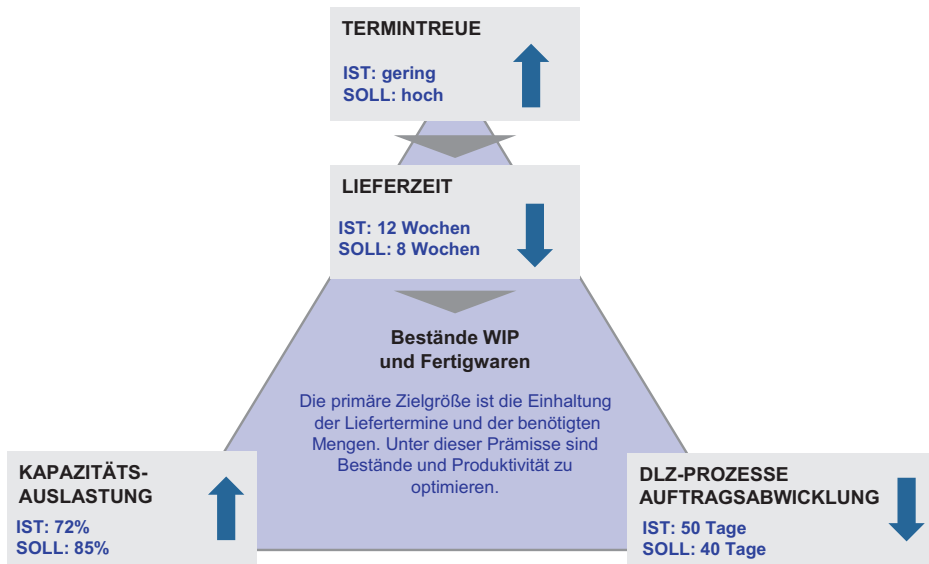 TERMINTREUE
IST: gering
SOLL: hoch
LIEFERZEIT
IST: 12 Wochen
SOLL: 8 Wochen
Bestände WIP
und Fertigwaren
Die primäre Zielgröße ist die Einhaltung
der Liefertermine und der benötigten
Mengen. Unter dieser Prämisse sind
Bestände und Produktivität zu
optimieren.
KAPAZITÄTS-
AUSLASTUNG
IST: 72%
SOLL: 85%
DLZ-PROZESSE
AUFTRAGSABWICKLUNG
IST: 50 Tage
SOLL: 40 Tage